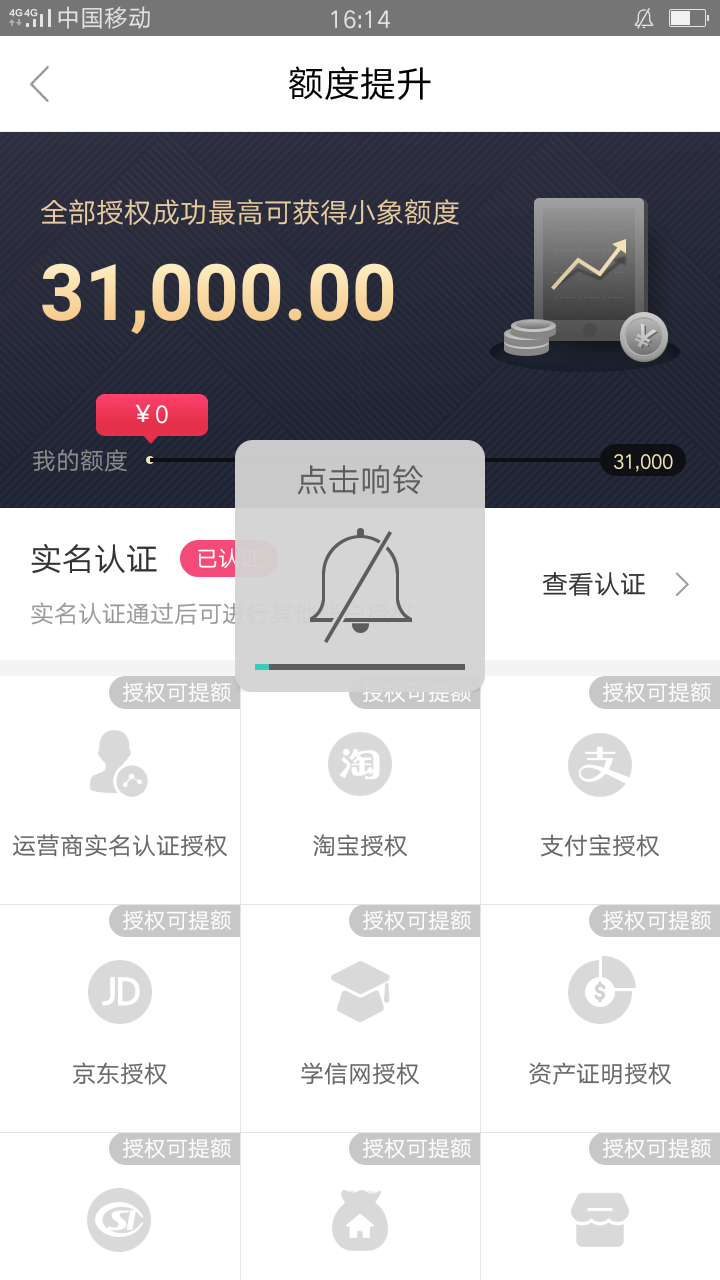 4G 4G 中国移动 16:14
额度提升
全部授权成功最高可获得小象额度
31,000.00
¥0
我的额度
31,000
点击响铃
实名认证 已认证
查看认证
实名认证通过后可进行其他
授权可提额 授权可提额 授权可提额
淘 支
运营商实名认证授权 淘宝授权 支付宝授权
授权可提额 授权可提额 授权可提额
JD $
京东授权 学信网授权 资产证明授权
授权可提额 授权可提额 授权可提额